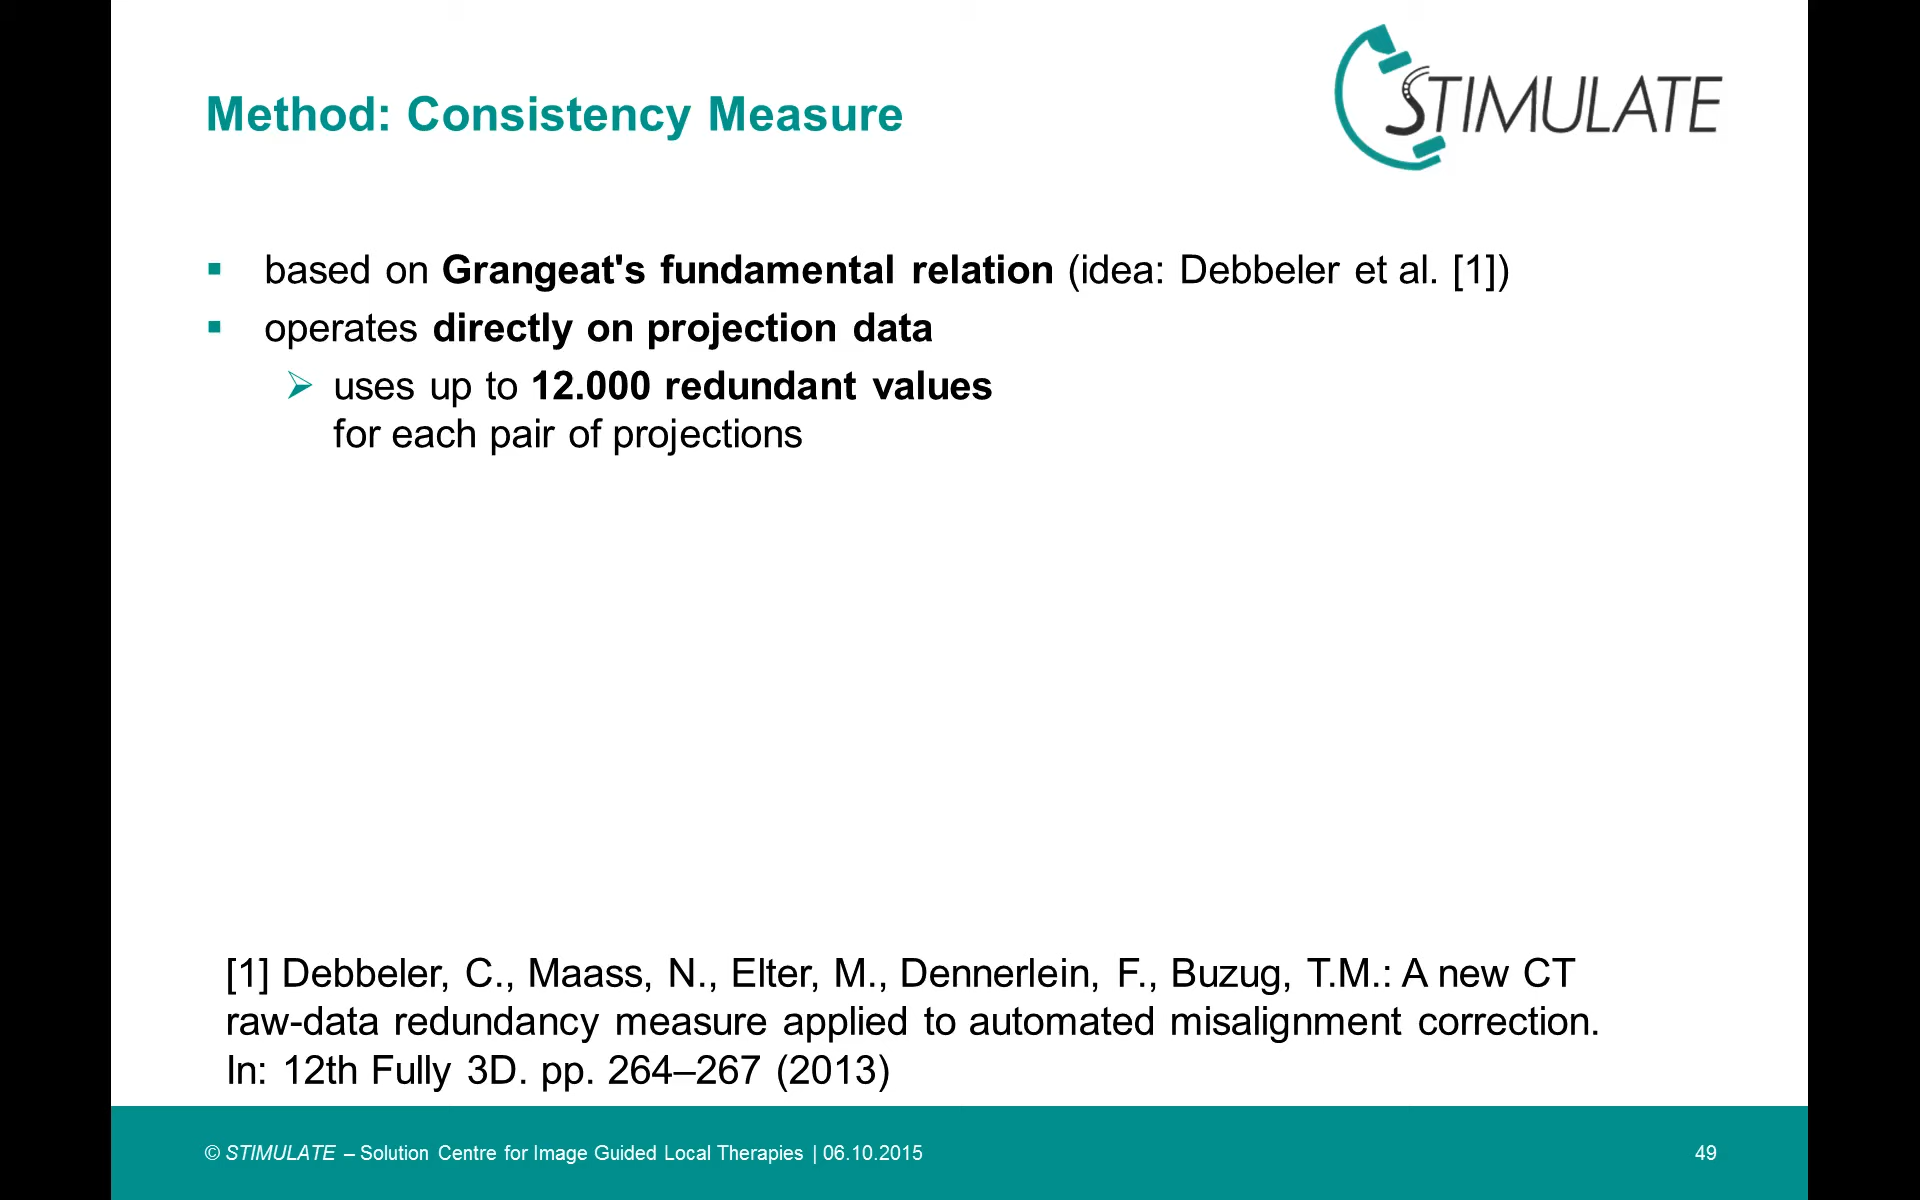 Method: Consistency Measure
STIMULATE
based on Grangeat's fundamental relation (idea: Debbeler et al. [1])
operates directly on projection data
uses up to 12.000 redundant values
for each pair of projections
[1] Debbeler, C., Maass, N., Elter, M., Dennerlein, F., Buzug, T.M.: A new CT
raw-data redundancy measure applied to automated misalignment correction.
In: 12th Fully 3D. pp. 264–267 (2013)
© STIMULATE – Solution Centre for Image Guided Local Therapies | 06.10.2015
49